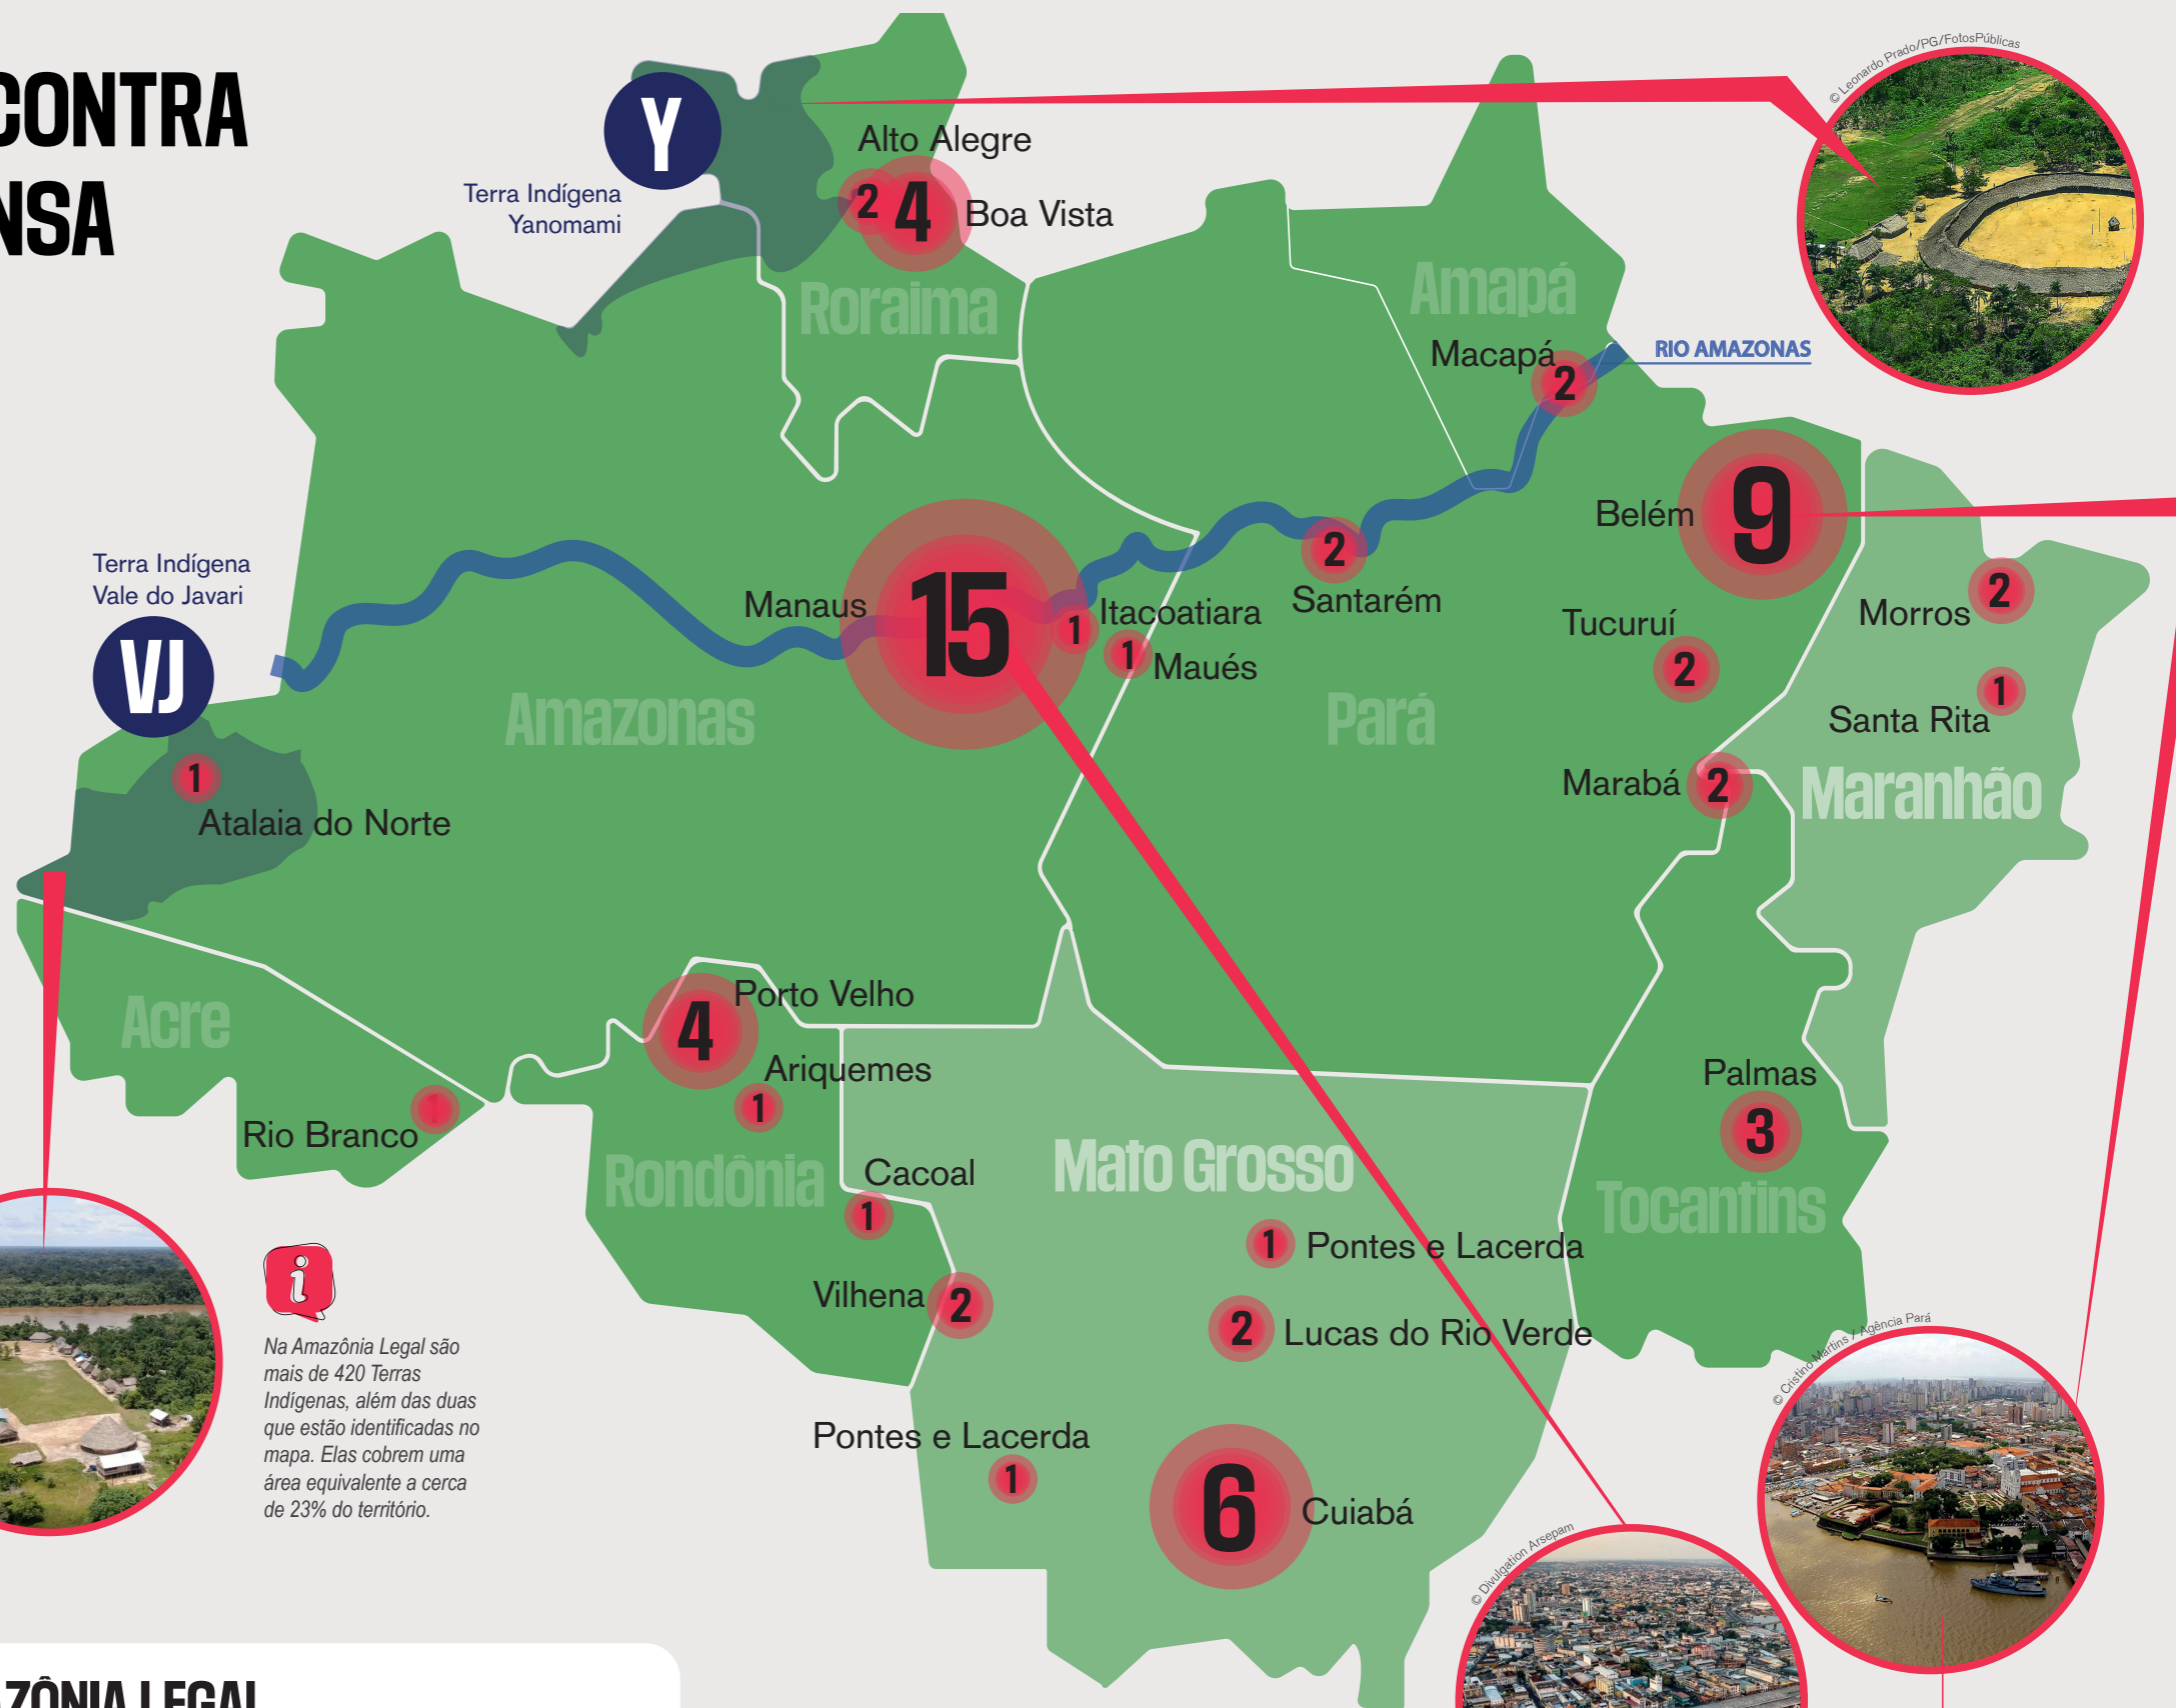 CONTRA
NSA
© Leonardo Prado/PG/FotosPúblicas
Y
Terra Indígena
Yanomami
Alto Alegre
2
4
Boa Vista
Roraima
Amapá
Macapá
2
RIO AMAZONAS
Belém
9
Terra Indígena
Vale do Javari
VJ
Manaus
15
1
Itacoatiara
1
Maués
2
Santarém
Tucuruí
2
Morros
2
1
Santa Rita
Amazonas
Pará
Marabá
2
Maranhão
1
Atalaia do Norte
Acre
4
Porto Velho
Ariquemes
1
Rio Branco
1
Rondônia
Cacoal
1
Mato Grosso
Palmas
3
Tocantins
1
Pontes e Lacerda
Vilhena
2
2
Lucas do Rio Verde
Pontes e Lacerda
1
6
Cuiabá
i
Na Amazônia Legal são
mais de 420 Terras
Indígenas, além das duas
que estão identificadas no
mapa. Elas cobrem uma
área equivalente a cerca
de 23% do território.
© Cristino Martins / Agência Pará
© Divulgation Arsepam
AZÔNIA LEGAL